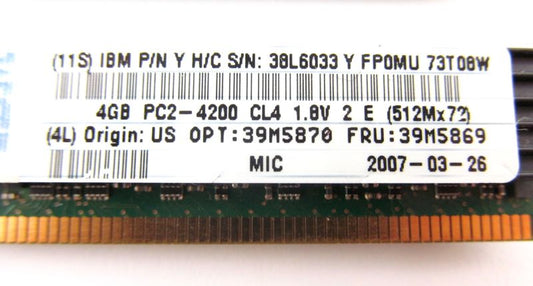 (11S) IBM P/N Y H/C S/N: 38L6033 Y FP0MU 73T08W
4GB PC2-4200 CL4 1.8V 2 E (512Mx72)
(4L) Origin: US OPT:39M5870 FRU:39M5869
MIC 2007-03-26